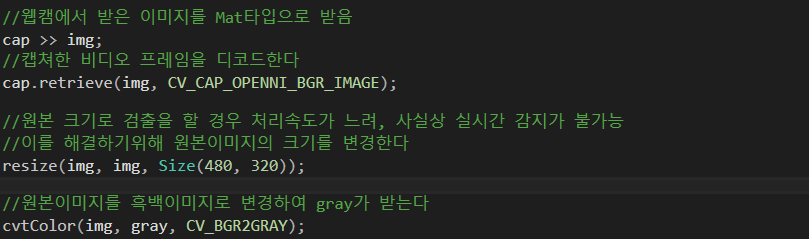 //웹캠에서 받은 이미지를 Mat타입으로 받음
cap >> img;
//캡쳐한 비디오 프레임을 디코드한다
cap.retrieve(img, CV_CAP_OPENNI_BGR_IMAGE);
//원본 크기로 검출을 할 경우 처리속도가 느려, 사실상 실시간 감지가 불가능
//이를 해결하기위해 원본이미지의 크기를 변경한다
resize(img, img, Size(480, 320));
//원본이미지를 흑백이미지로 변경하여 gray가 받는다
cvtColor(img, gray, CV_BGR2GRAY);